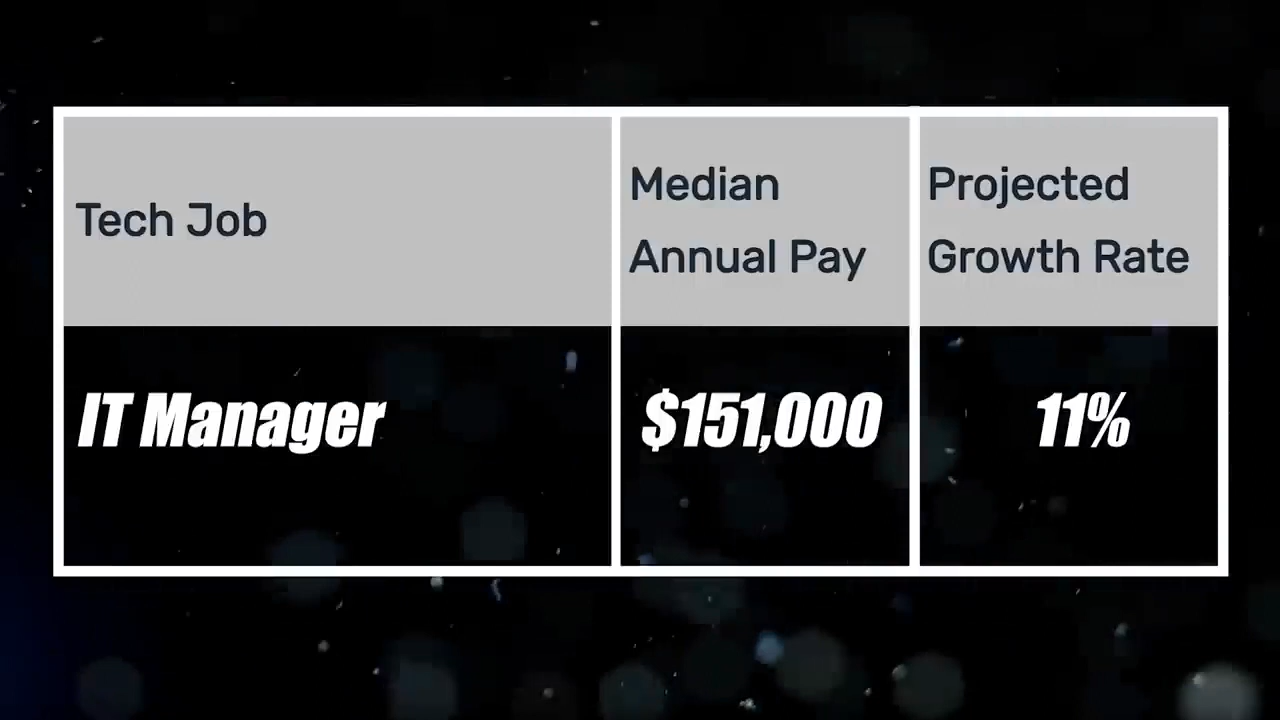 Tech Job
Median
Annual Pay
Projected
Growth Rate
IT Manager
$151,000
11%